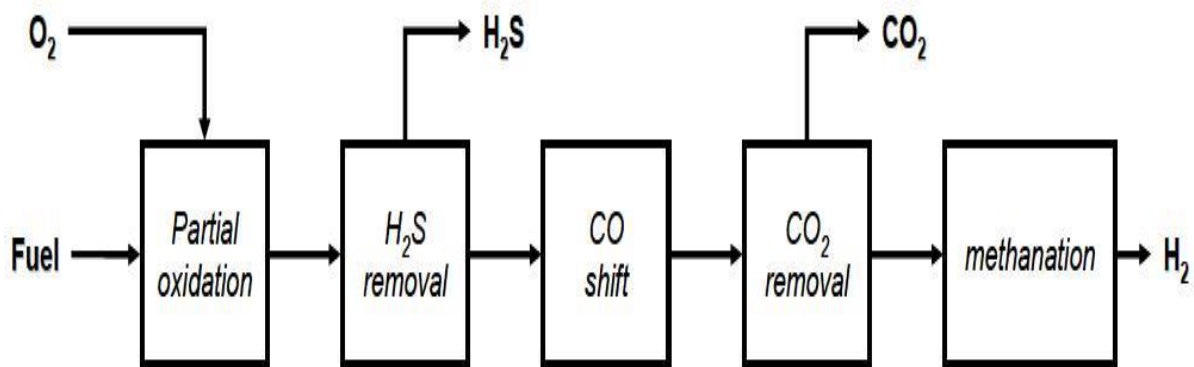 O₂
H₂S
CO₂
Fuel
Partial
oxidation
H₂S
removal
CO
shift
CO₂
removal
methanation
H₂